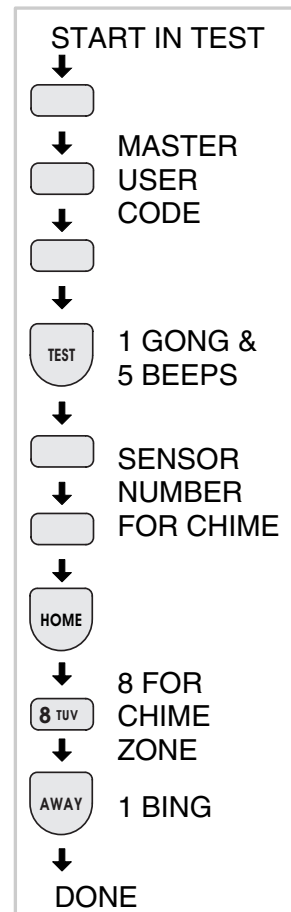 START IN TEST
MASTER
USER
CODE
TEST
1 GONG &
5 BEEPS
SENSOR
NUMBER
FOR CHIME
HOME
8 TUV
8 FOR
CHIME
ZONE
AWAY
1 BING
DONE